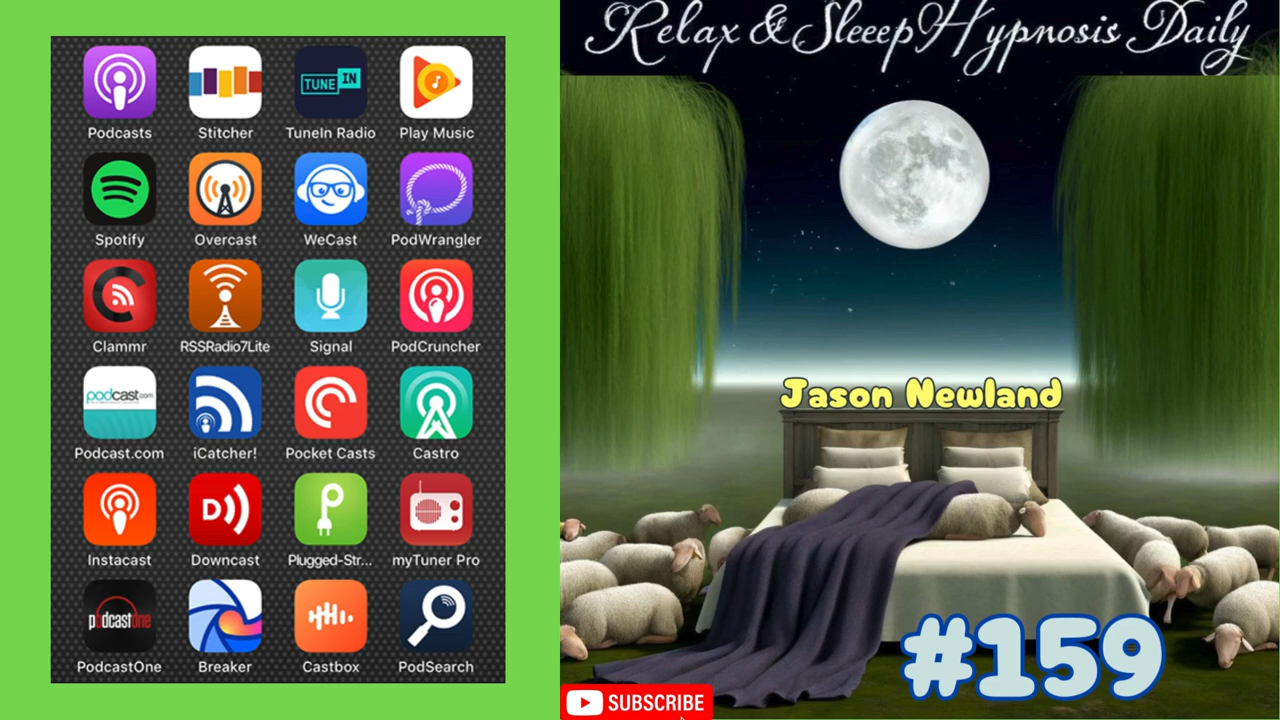 Relax & Sleeep Hypnosis Daily
TUNE IN
Podcasts
Stitcher
TuneIn Radio
Play Music
Spotify
Overcast
WeCast
PodWrangler
Clammr
RSSRadio7Lite
Signal
PodCruncher
podcast.com
Podcast.com
iCatcher!
Pocket Casts
Castro
D
Instacast
Downcast
Plugged-Str...
myTuner Pro
podcastone
PodcastOne
Breaker
Castbox
PodSearch
Jason Newland
#159
SUBSCRIBE